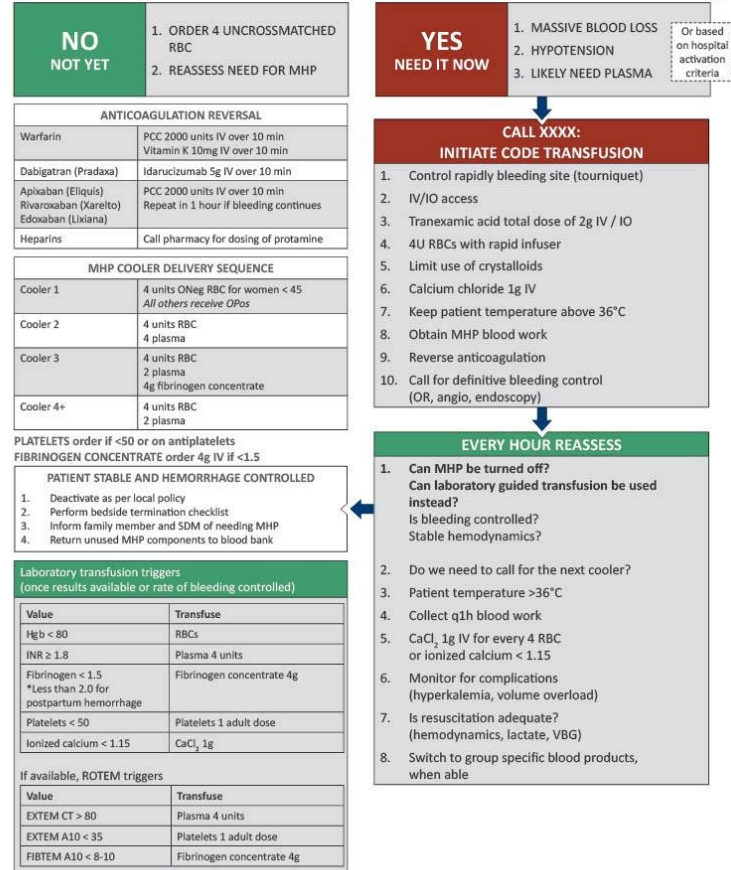 NO
NOT YET
1. ORDER 4 UNCROSSMATCHED
RBC
2. REASSESS NEED FOR MHP
YES
NEED IT NOW
1. MASSIVE BLOOD LOSS
2. HYPOTENSION
3. LIKELY NEED PLASMA
Or based
on hospital
activation
criteria
ANTICOAGULATION REVERSAL
Warfarin
PCC 2000 units IV over 10 min
Vitamin K 10mg IV over 10 min
Dabigatran (Pradaxa)
Idarucizumab 5g IV over 10 min
Apixaban (Eliquis)
Rivaroxaban (Xarelto)
Edoxaban (Lixiana)
PCC 2000 units IV over 10 min
Repeat in 1 hour if bleeding continues
Heparins
Call pharmacy for dosing of protamine
MHP COOLER DELIVERY SEQUENCE
Cooler 1
4 units ONeg RBC for women < 45
All others receive OPos
Cooler 2
4 units RBC
4 plasma
Cooler 3
4 units RBC
2 plasma
4g fibrinogen concentrate
Cooler 4+
4 units RBC
2 plasma
PLATELETS order if <50 or on antiplatelets
FIBRINOGEN CONCENTRATE order 4g IV if <1.5
PATIENT STABLE AND HEMORRHAGE CONTROLLED
1. Deactivate as per local policy
2. Perform bedside termination checklist
3. Inform family member and SDM of needing MHP
4. Return unused MHP components to blood bank
Laboratory transfusion triggers
(once results available or rate of bleeding controlled)
Value
Transfuse
Hgb < 80
RBCs
INR ≥ 1.8
Plasma 4 units
Fibrinogen < 1.5
*Less than 2.0 for
postpartum hemorrhage
Fibrinogen concentrate 4g
Platelets < 50
Platelets 1 adult dose
Ionized calcium < 1.15
CaCl₂ 1g
If available, ROTEM triggers
Value
Transfuse
EXTEM CT > 80
Plasma 4 units
EXTEM A10 < 35
Platelets 1 adult dose
FIBTEM A10 < 8-10
Fibrinogen concentrate 4g
CALL XXXX:
INITIATE CODE TRANSFUSION
1. Control rapidly bleeding site (tourniquet)
2. IV/IO access
3. Tranexamic acid total dose of 2g IV / IO
4. 4U RBCs with rapid infuser
5. Limit use of crystalloids
6. Calcium chloride 1g IV
7. Keep patient temperature above 36°C
8. Obtain MHP blood work
9. Reverse anticoagulation
10. Call for definitive bleeding control
(OR, angio, endoscopy)
EVERY HOUR REASSESS
1. Can MHP be turned off?
Can laboratory guided transfusion be used
instead?
Is bleeding controlled?
Stable hemodynamics?
2. Do we need to call for the next cooler?
3. Patient temperature >36°C
4. Collect q1h blood work
5. CaCl₂ 1g IV for every 4 RBC
or ionized calcium < 1.15
6. Monitor for complications
(hyperkalemia, volume overload)
7. Is resuscitation adequate?
(hemodynamics, lactate, VBG)
8. Switch to group specific blood products,
when able